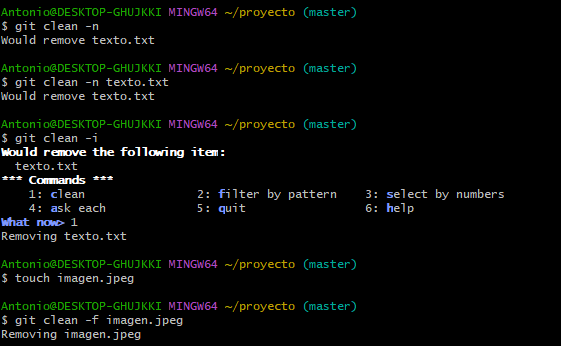 Antonio@DESKTOP-GHUJKKI MINGW64 ~/proyecto (master)
$ git clean -n
Would remove texto.txt
Antonio@DESKTOP-GHUJKKI MINGW64 ~/proyecto (master)
$ git clean -n texto.txt
Would remove texto.txt
Antonio@DESKTOP-GHUJKKI MINGW64 ~/proyecto (master)
$ git clean -i
Would remove the following item:
  texto.txt
*** Commands ***
    1: clean                2: filter by pattern    3: select by numbers
    4: ask each             5: quit                 6: help
What now> 1
Removing texto.txt
Antonio@DESKTOP-GHUJKKI MINGW64 ~/proyecto (master)
$ touch imagen.jpeg
Antonio@DESKTOP-GHUJKKI MINGW64 ~/proyecto (master)
$ git clean -f imagen.jpeg
Removing imagen.jpeg